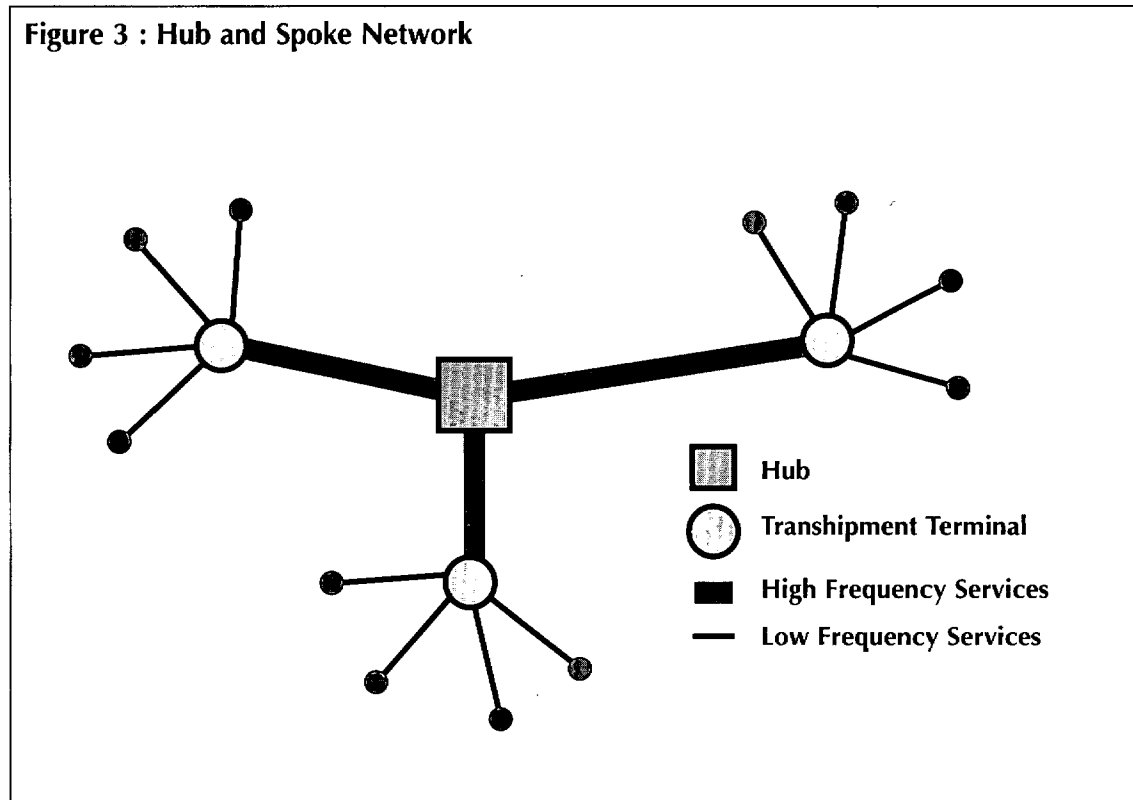 Figure 3 : Hub and Spoke Network
Hub
Transhipment Terminal
High Frequency Services
Low Frequency Services